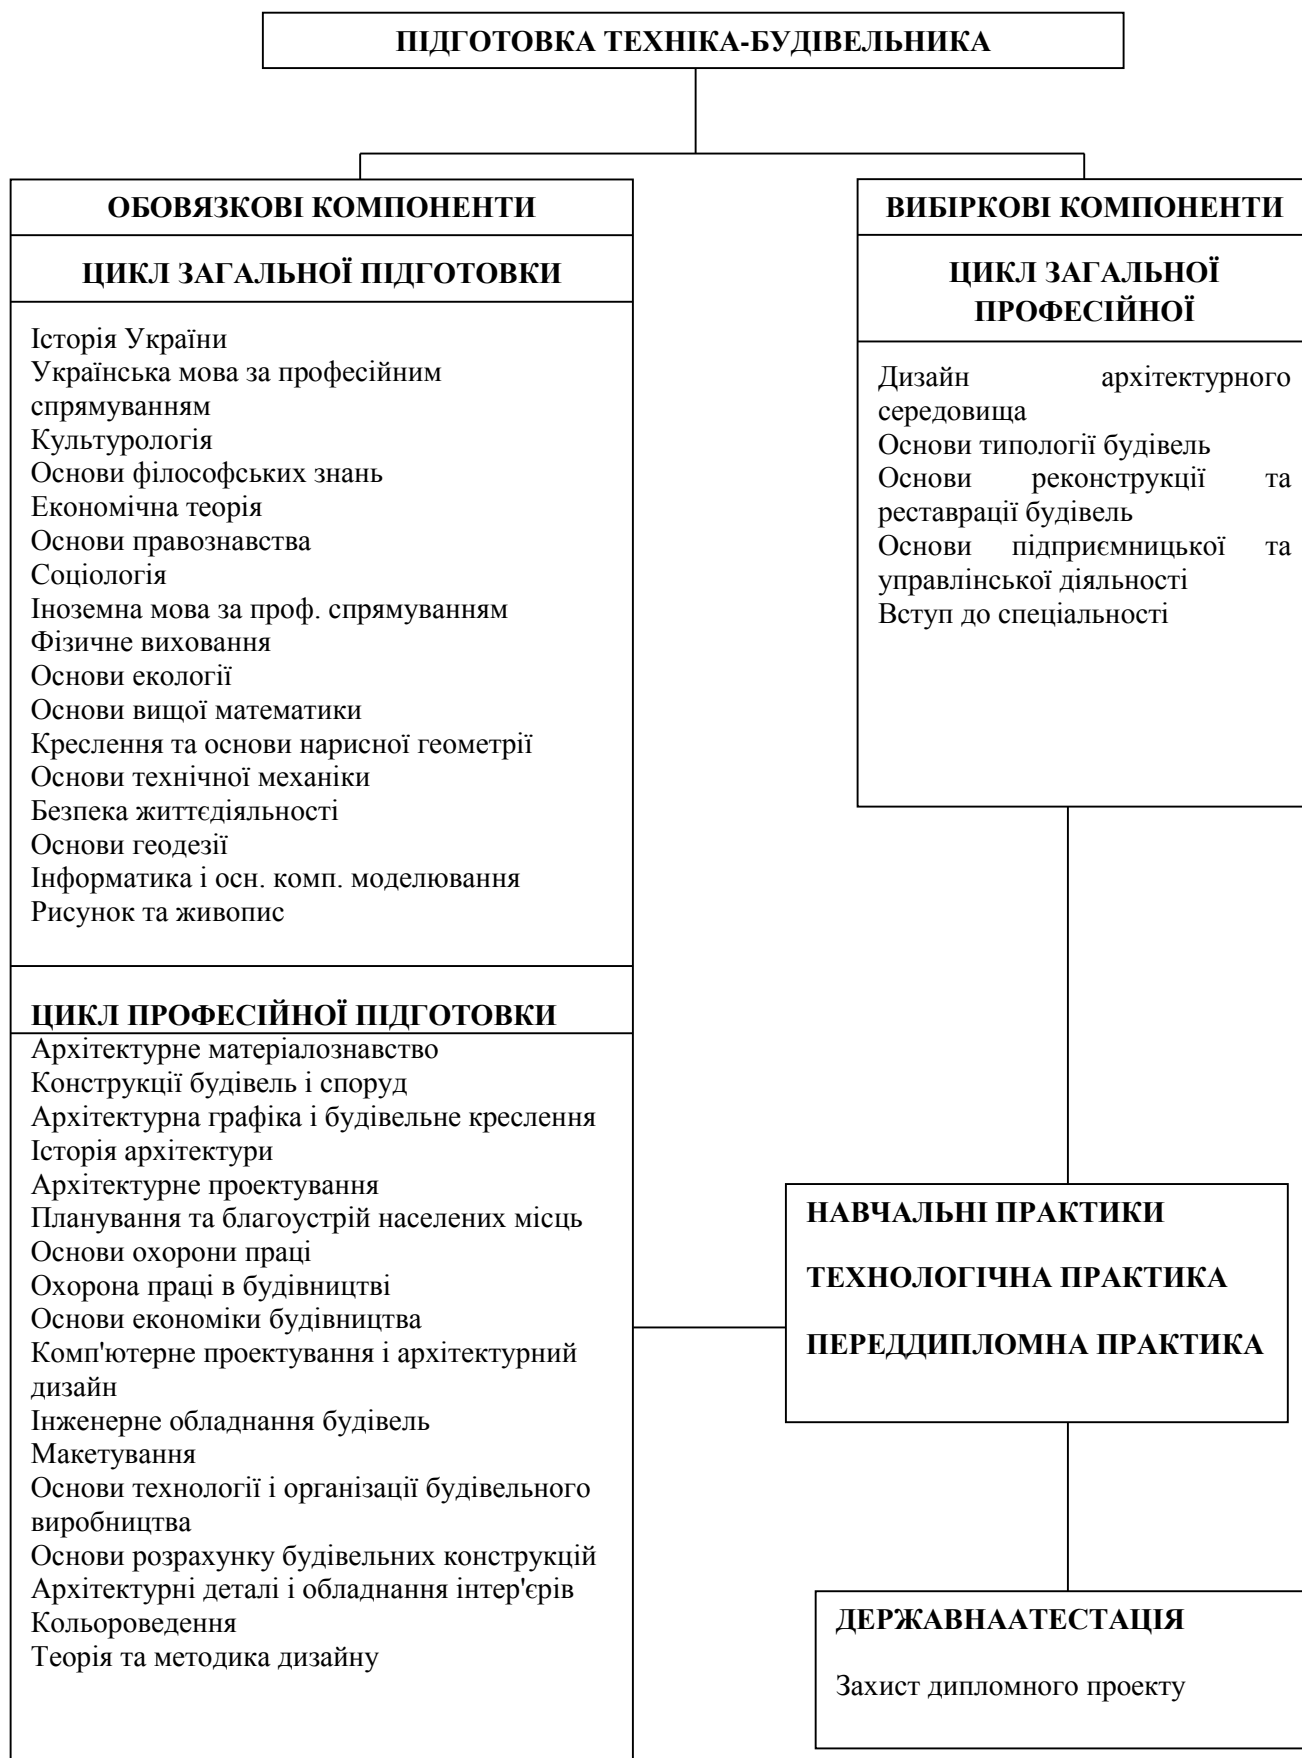 ПІДГОТОВКА ТЕХНІКА-БУДІВЕЛЬНИКА
ОБОВЯЗКОВІ КОМПОНЕНТИ
ЦИКЛ ЗАГАЛЬНОЇ ПІДГОТОВКИ
Історія України
Українська мова за професійним
спрямуванням
Культурологія
Основи філософських знань
Економічна теорія
Основи правознавства
Соціологія
Іноземна мова за проф. спрямуванням
Фізичне виховання
Основи екології
Основи вищої математики
Креслення та основи нарисної геометрії
Основи технічної механіки
Безпека життєдіяльності
Основи геодезії
Інформатика і осн. комп. моделювання
Рисунок та живопис
ЦИКЛ ПРОФЕСІЙНОЇ ПІДГОТОВКИ
Архітектурне матеріалознавство
Конструкції будівель і споруд
Архітектурна графіка і будівельне креслення
Історія архітектури
Архітектурне проектування
Планування та благоустрій населених місць
Основи охорони праці
Охорона праці в будівництві
Основи економіки будівництва
Комп'ютерне проектування і архітектурний
дизайн
Інженерне обладнання будівель
Макетування
Основи технології і організації будівельного
виробництва
Основи розрахунку будівельних конструкцій
Архітектурні деталі і обладнання інтер'єрів
Кольороведення
Теорія та методика дизайну
ВИБІРКОВІ КОМПОНЕНТИ
ЦИКЛ ЗАГАЛЬНОЇ
ПРОФЕСІЙНОЇ
Дизайн архітектурного
середовища
Основи типології будівель
Основи реконструкції та
реставрації будівель
Основи підприємницької та
управлінської діяльності
Вступ до спеціальності
НАВЧАЛЬНІ ПРАКТИКИ
ТЕХНОЛОГІЧНА ПРАКТИКА
ПЕРЕДДИПЛОМНА ПРАКТИКА
ДЕРЖАВНААТЕСТАЦІЯ
Захист дипломного проекту